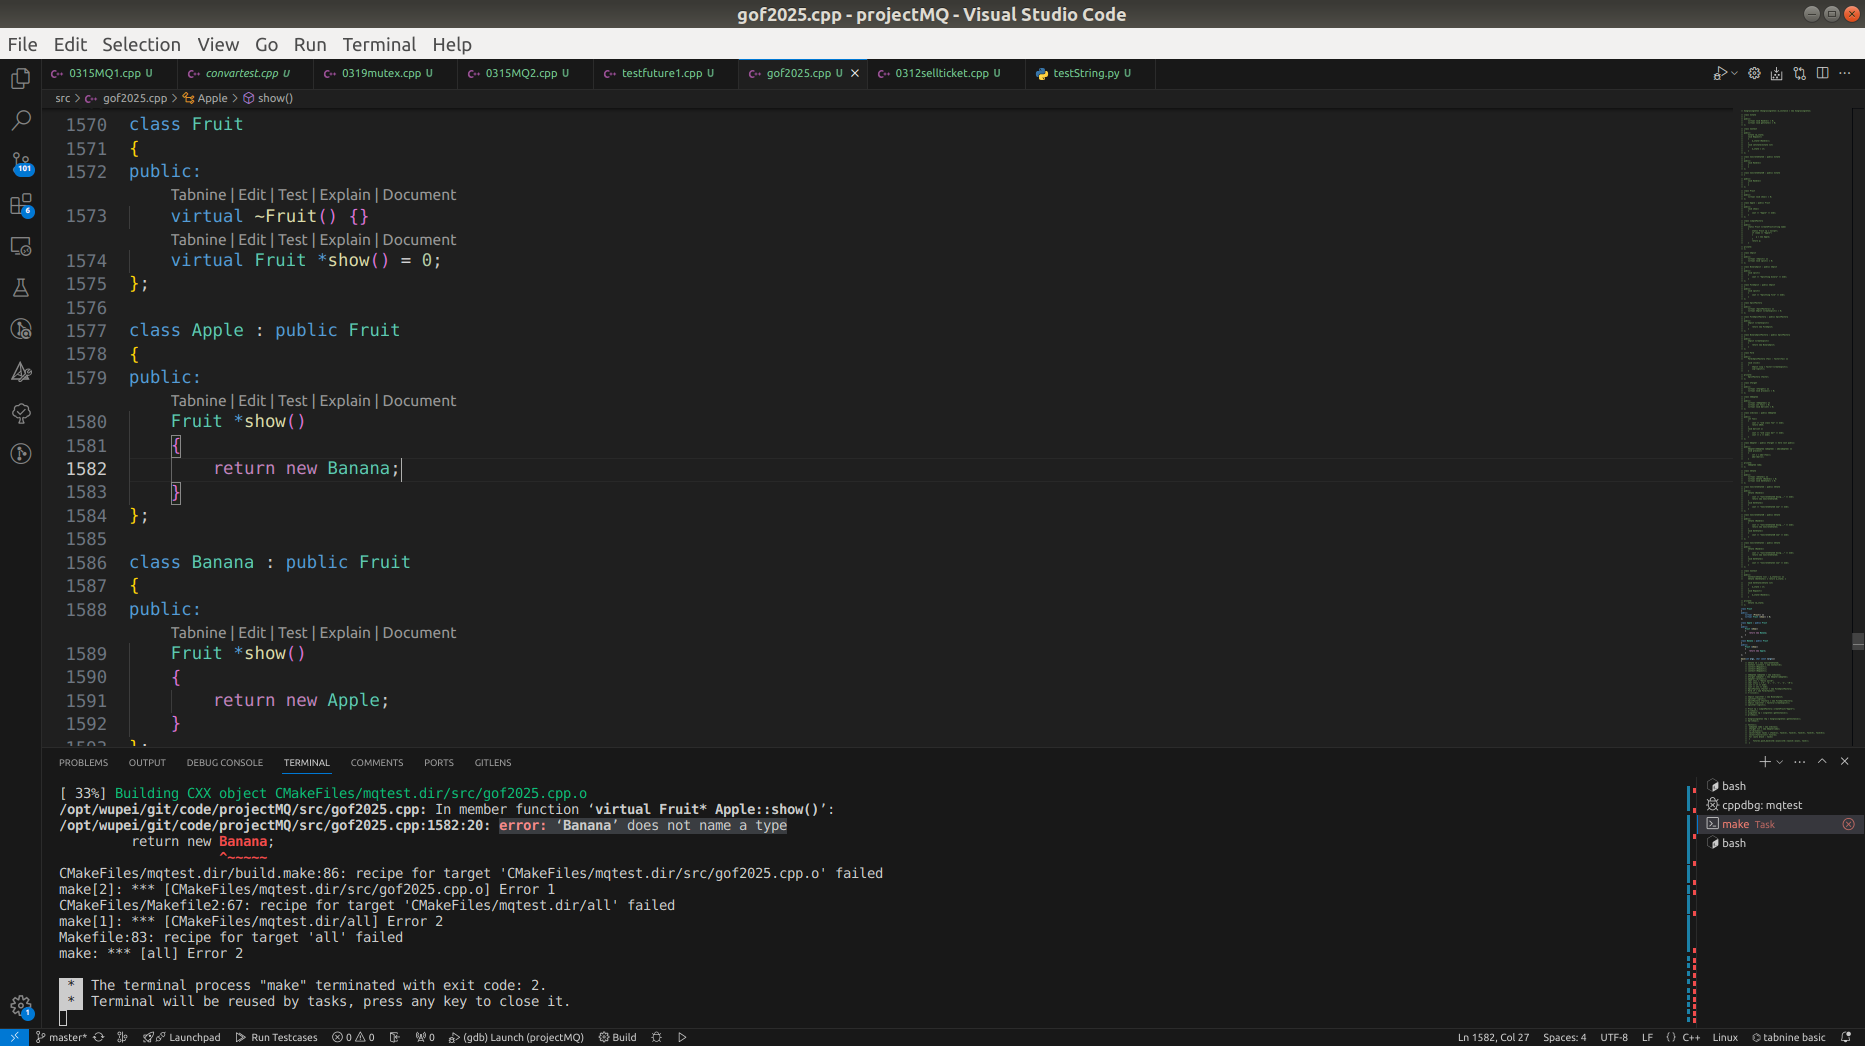 gof2025.cpp - projectMQ - Visual Studio Code
File Edit Selection View Go Run Terminal Help
0315MQ1.cpp U convartest.cpp U 0319mutex.cpp U 0315MQ2.cpp U testfuture1.cpp U gof2025.cpp U 0312sellticket.cpp U testString.py U
src > gof2025.cpp > Apple > show()
1570 class Fruit
1571 {
1572 public:
Tabnine | Edit | Test | Explain | Document
1573 virtual ~Fruit() {}
Tabnine | Edit | Test | Explain | Document
1574 virtual Fruit *show() = 0;
1575 };
1576
1577 class Apple : public Fruit
1578 {
1579 public:
Tabnine | Edit | Test | Explain | Document
1580 Fruit *show()
1581 {
1582 return new Banana;
1583 }
1584 };
1585
1586 class Banana : public Fruit
1587 {
1588 public:
Tabnine | Edit | Test | Explain | Document
1589 Fruit *show()
1590 {
1591 return new Apple;
1592 }
1593 };
101
6
1
PROBLEMS OUTPUT DEBUG CONSOLE TERMINAL COMMENTS PORTS GITLENS
[ 33%] Building CXX object CMakeFiles/mqtest.dir/src/gof2025.cpp.o
/opt/wupei/git/code/projectMQ/src/gof2025.cpp: In member function ‘virtual Fruit* Apple::show()’:
/opt/wupei/git/code/projectMQ/src/gof2025.cpp:1582:20: error: ‘Banana’ does not name a type
return new Banana;
^~~~~~
CMakeFiles/mqtest.dir/build.make:86: recipe for target 'CMakeFiles/mqtest.dir/src/gof2025.cpp.o' failed
make[2]: *** [CMakeFiles/mqtest.dir/src/gof2025.cpp.o] Error 1
CMakeFiles/Makefile2:67: recipe for target 'CMakeFiles/mqtest.dir/all' failed
make[1]: *** [CMakeFiles/mqtest.dir/all] Error 2
Makefile:83: recipe for target 'all' failed
make: *** [all] Error 2
* The terminal process "make" terminated with exit code: 2.
* Terminal will be reused by tasks, press any key to close it.
bash
cppdbg: mqtest
make Task
bash
master* Launchpad Run Testcases 0 0 0 (gdb) Launch (projectMQ) Build Ln 1582, Col 27 Spaces: 4 UTF-8 LF {} C++ Linux tabnine basic